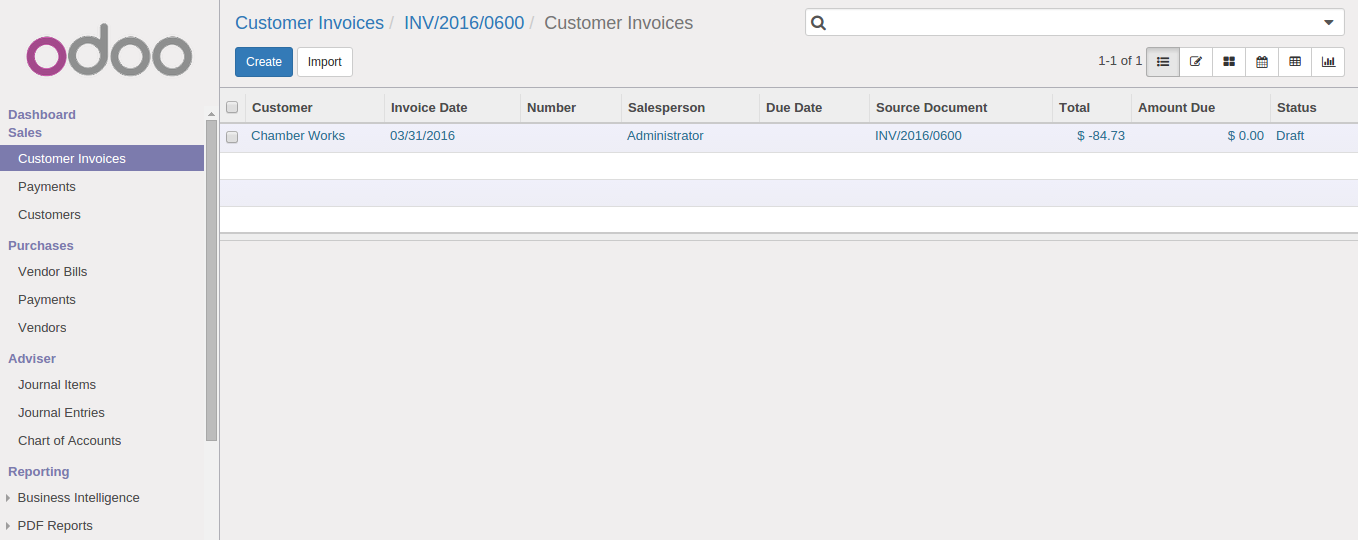 odoo
Dashboard
Sales
Customer Invoices
Payments
Customers
Purchases
Vendor Bills
Payments
Vendors
Adviser
Journal Items
Journal Entries
Chart of Accounts
Reporting
Business Intelligence
PDF Reports
Customer Invoices / INV/2016/0600 / Customer Invoices
Create Import 1-1 of 1
Customer Invoice Date Number Salesperson Due Date Source Document Total Amount Due Status
Chamber Works 03/31/2016 Administrator INV/2016/0600 $ -84.73 $ 0.00 Draft